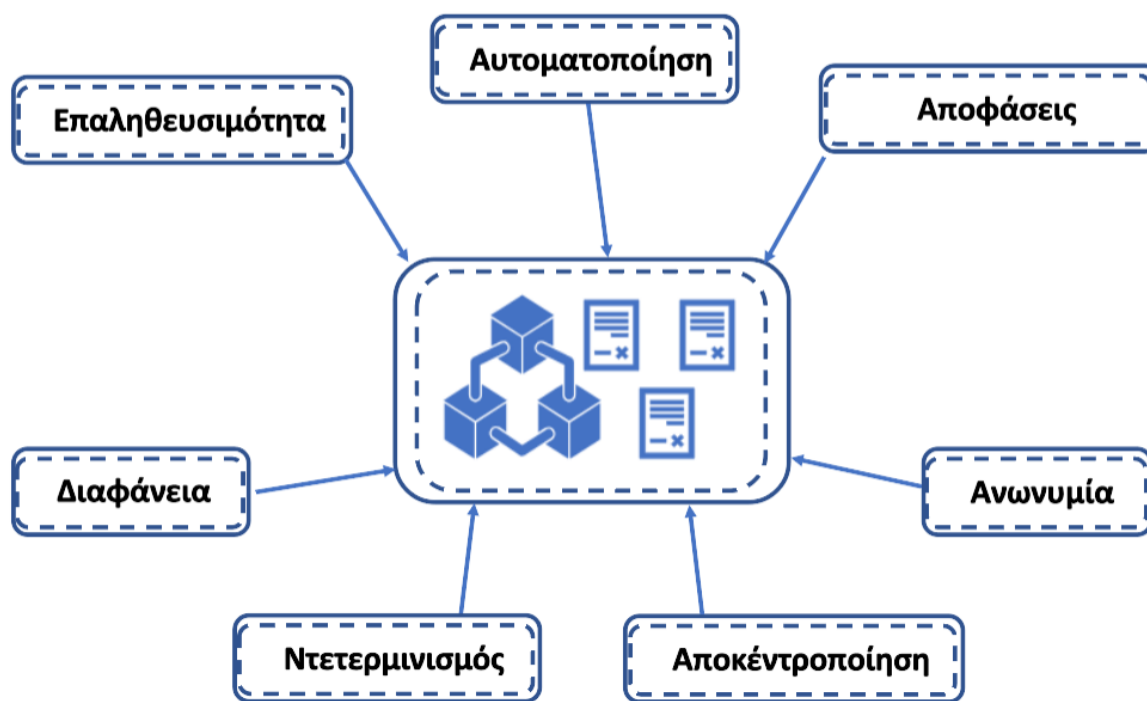 Αυτοματοποίηση
Επαληθευσιμότητα
Αποφάσεις
Διαφάνεια
Ανωνυμία
Ντετερμινισμός
Αποκέντροποίηση